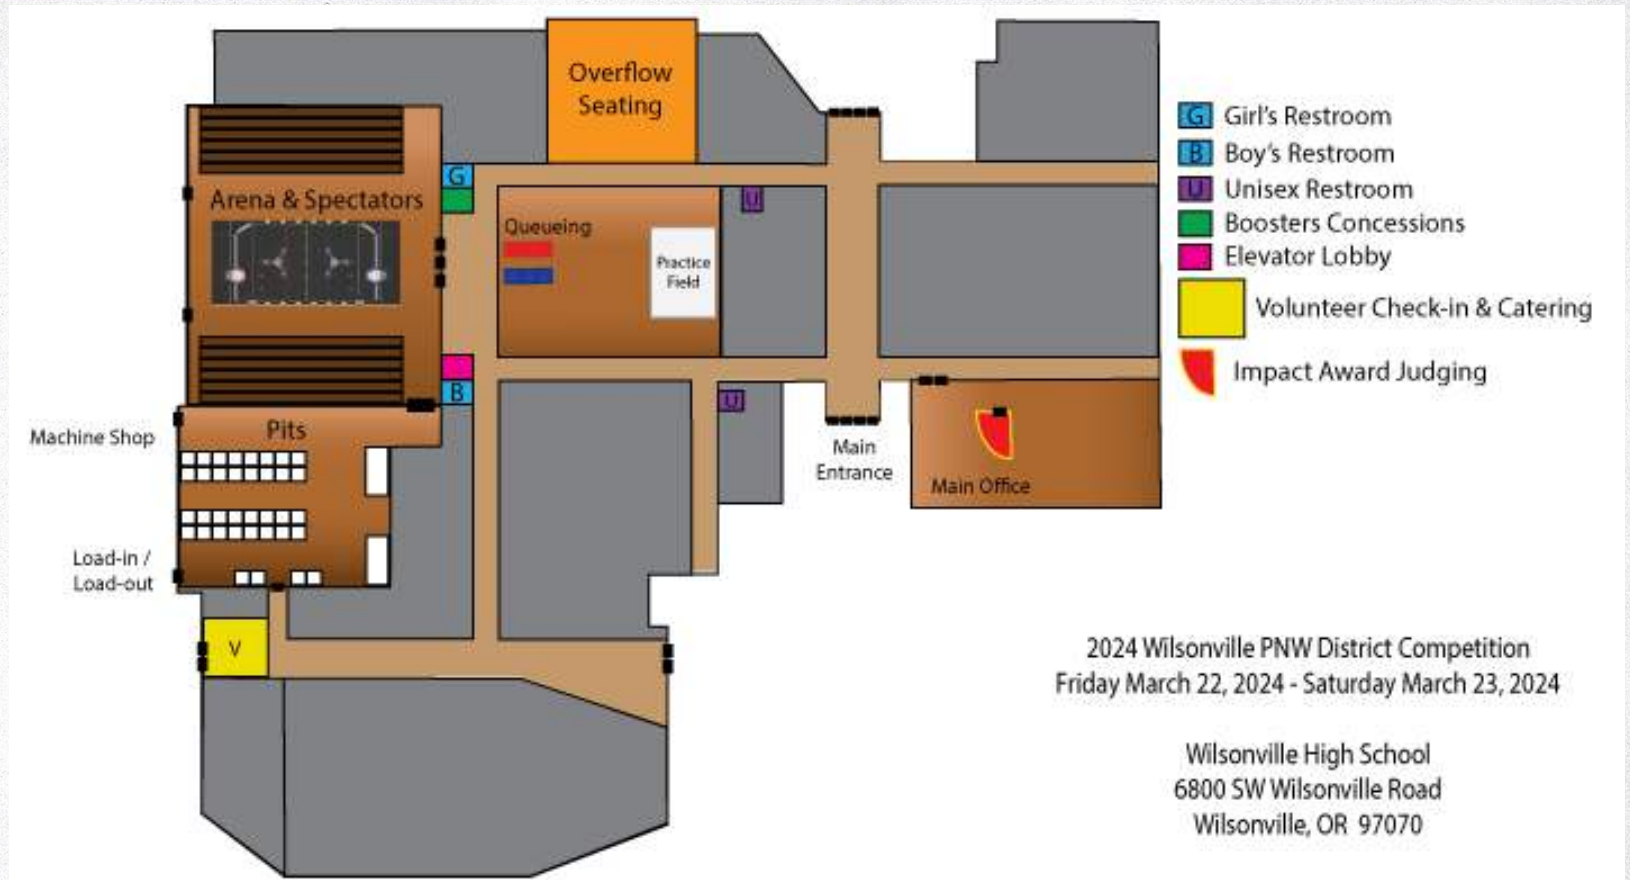 Overflow
Seating
G
Arena & Spectators
U
Queueing
Practice
Field
B
U
Pits
Machine Shop
Main
Entrance
Main Office
Load-in /
Load-out
V
G Girl's Restroom
B Boy's Restroom
U Unisex Restroom
Boosters Concessions
Elevator Lobby
Volunteer Check-in & Catering
Impact Award Judging
2024 Wilsonville PNW District Competition
Friday March 22, 2024 - Saturday March 23, 2024
Wilsonville High School
6800 SW Wilsonville Road
Wilsonville, OR 97070